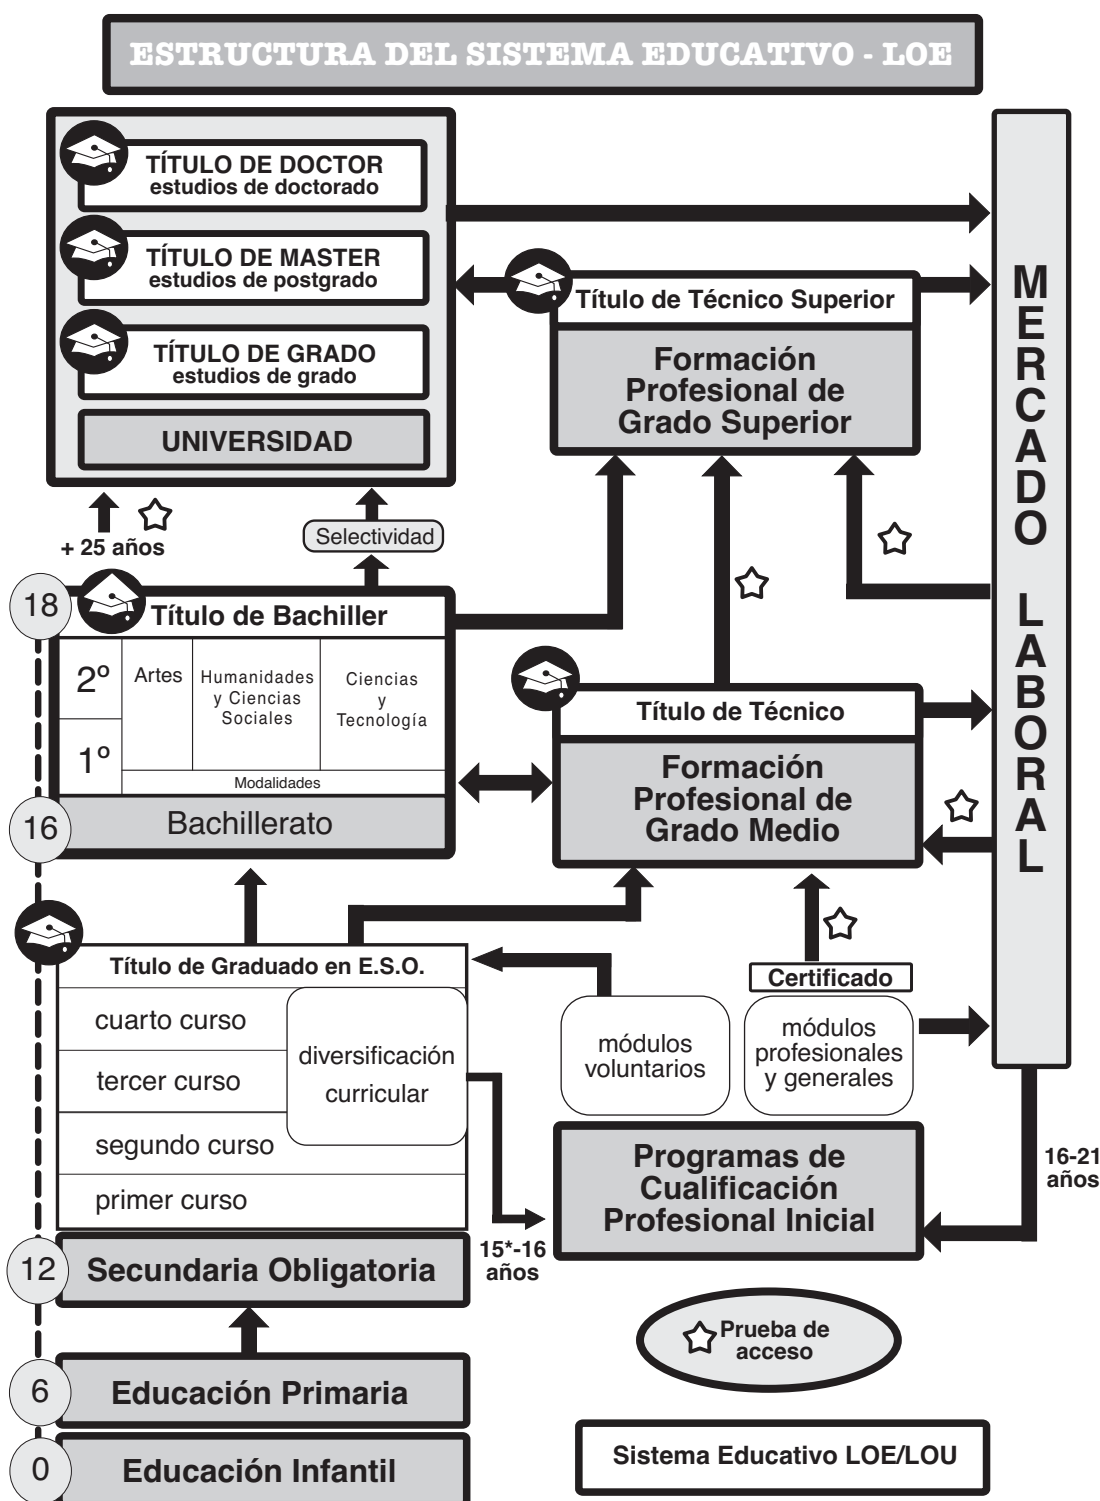 ESTRUCTURA DEL SISTEMA EDUCATIVO - LOE
TÍTULO DE DOCTOR
estudios de doctorado
TÍTULO DE MASTER
estudios de postgrado
TÍTULO DE GRADO
estudios de grado
UNIVERSIDAD
+ 25 años
Selectividad
Título de Técnico Superior
Formación
Profesional de
Grado Superior
MERCADO LABORAL
18
Título de Bachiller
2º
1º
Artes
Humanidades
y Ciencias
Sociales
Ciencias
y
Tecnología
Modalidades
16
Bachillerato
Título de Técnico
Formación
Profesional de
Grado Medio
Título de Graduado en E.S.O.
cuarto curso
tercer curso
segundo curso
primer curso
diversificación
curricular
módulos
voluntarios
Certificado
módulos
profesionales
y generales
12
Secundaria Obligatoria
15*-16
años
Programas de
Cualificación
Profesional Inicial
16-21
años
Prueba de
acceso
6
Educación Primaria
0
Educación Infantil
Sistema Educativo LOE/LOU